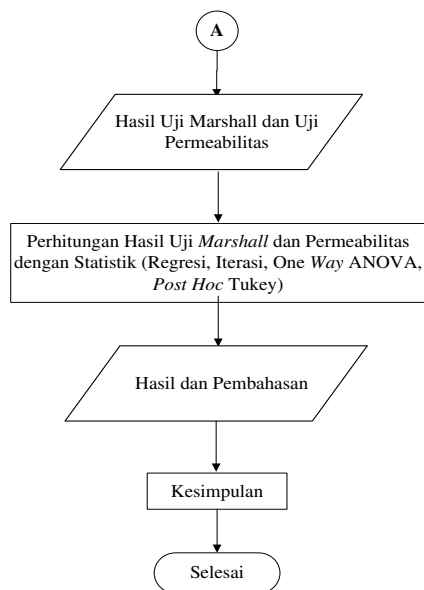 A
Hasil Uji Marshall dan Uji
Permeabilitas
Perhitungan Hasil Uji Marshall dan Permeabilitas
dengan Statistik (Regresi, Iterasi, One Way ANOVA,
Post Hoc Tukey)
Hasil dan Pembahasan
Kesimpulan
Selesai